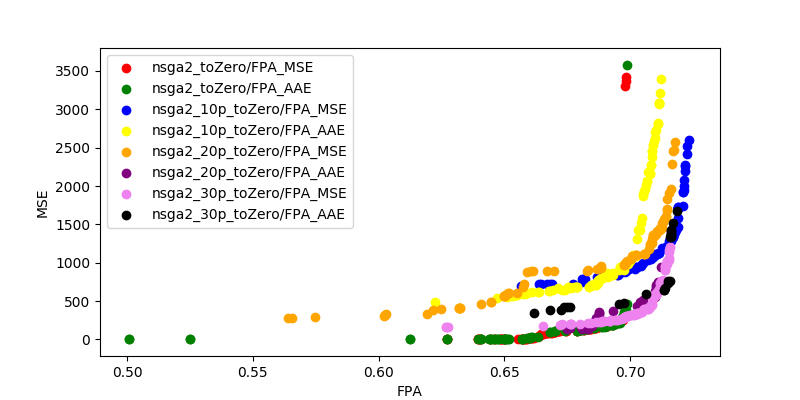 nsga2_toZero/FPA_MSE
nsga2_toZero/FPA_AAE
nsga2_10p_toZero/FPA_MSE
nsga2_10p_toZero/FPA_AAE
nsga2_20p_toZero/FPA_MSE
nsga2_20p_toZero/FPA_AAE
nsga2_30p_toZero/FPA_MSE
nsga2_30p_toZero/FPA_AAE
3500
3000
2500
2000
1500
1000
500
0
MSE
0.50 0.55 0.60 0.65 0.70
FPA